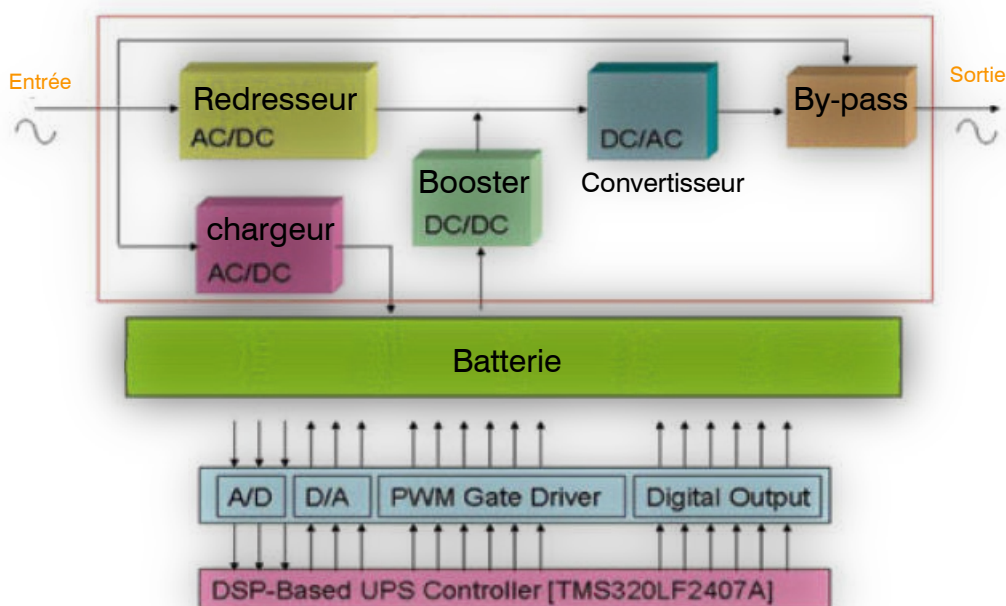 Entrée
Redresseur
AC/DC
DC/AC
Convertisseur
By-pass
Sortie
Booster
DC/DC
chargeur
AC/DC
Batterie
A/D
D/A
PWM Gate Driver
Digital Output
DSP-Based UPS Controller [TMS320LF2407A]